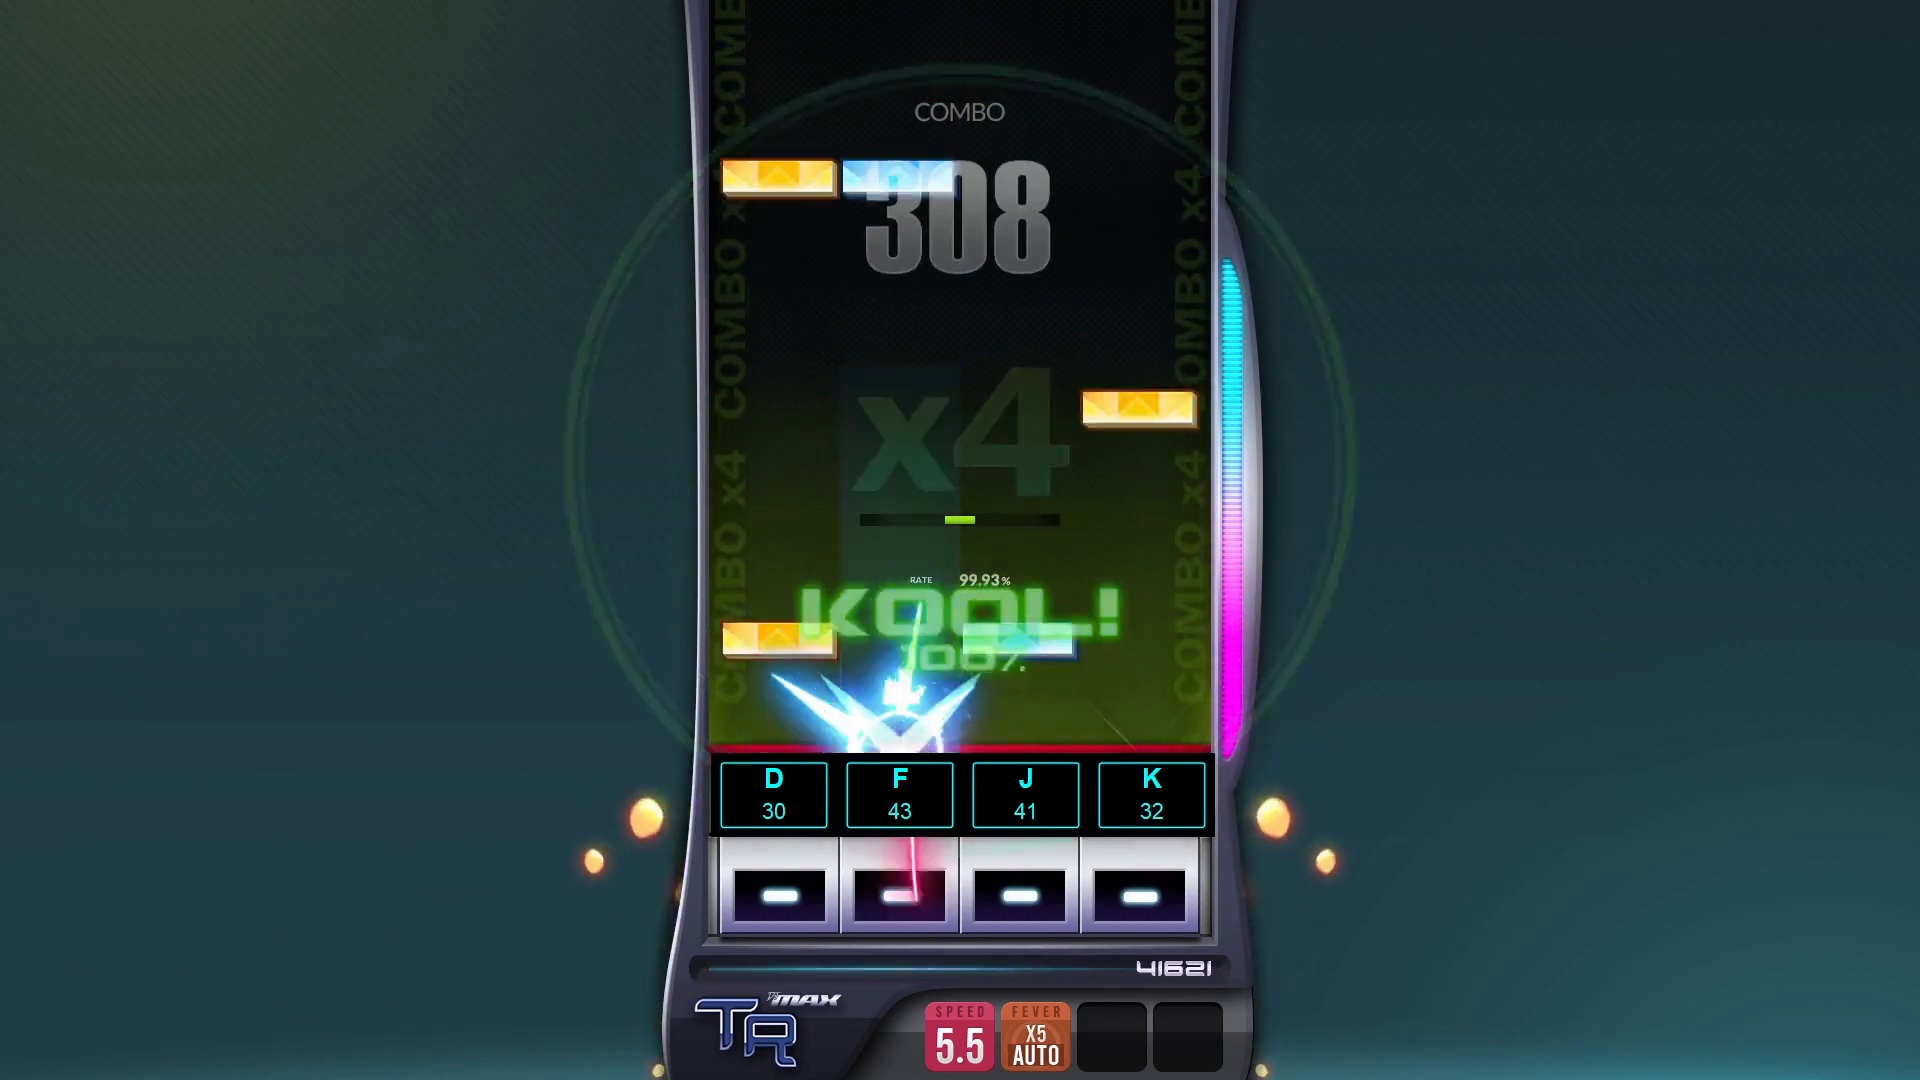 COMBO
308
COMBO x4 COMBO x4 COMBO
COMBO x4 COMBO x4 COMBO
x4
RATE 99.93%
KOOL!
100%
D F J K
30 43 41 32
41621
DJMAX
TR
SPEED FEVER
5.5 X5
AUTO